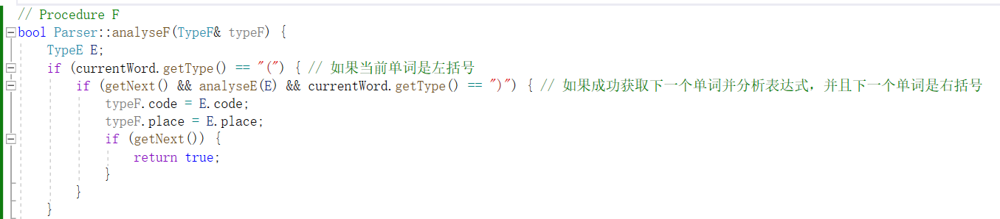 // Procedure F
bool Parser::analyseF(TypeF& typeF) {
    TypeE E;
    if (currentWord.getType() == "(") { // 如果当前单词是左括号
        if (getNext() && analyseE(E) && currentWord.getType() == ")") { // 如果成功获取下一个单词并分析表达式，并且下一个单词是右括号
            typeF.code = E.code;
            typeF.place = E.place;
            if (getNext()) {
                return true;
            }
        }
    }